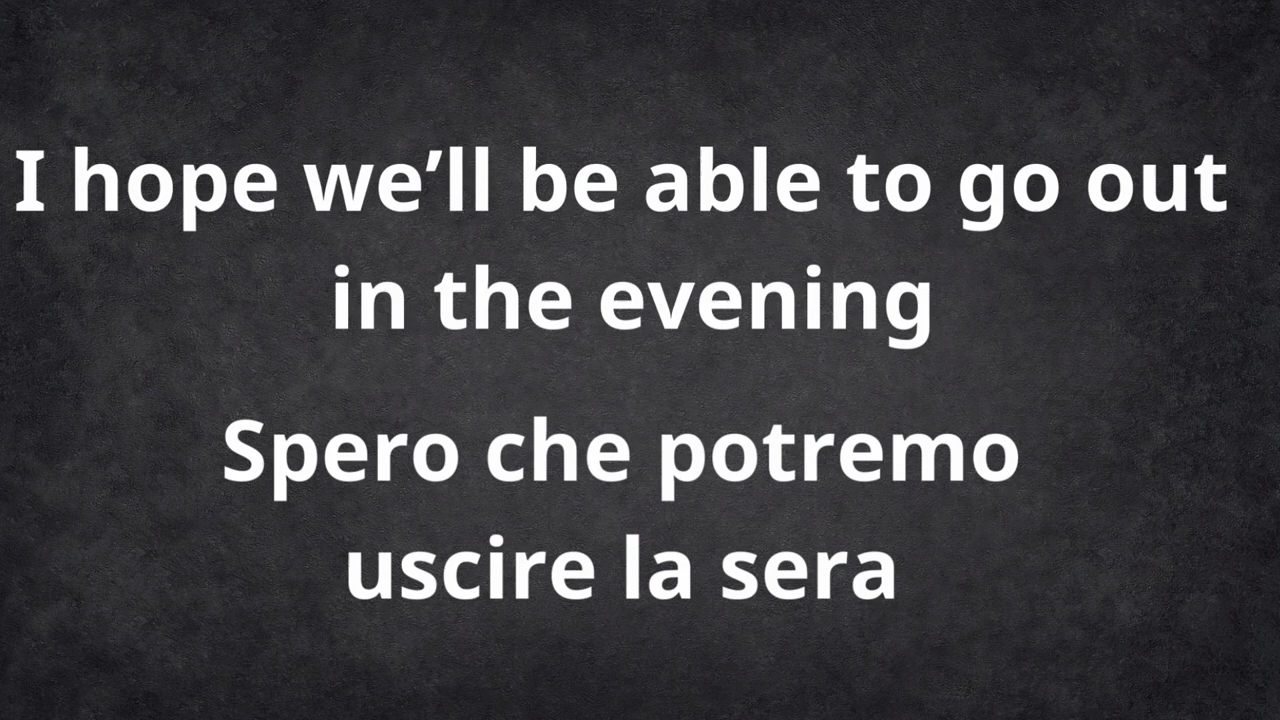 I hope we’ll be able to go out
in the evening
Spero che potremo
uscire la sera